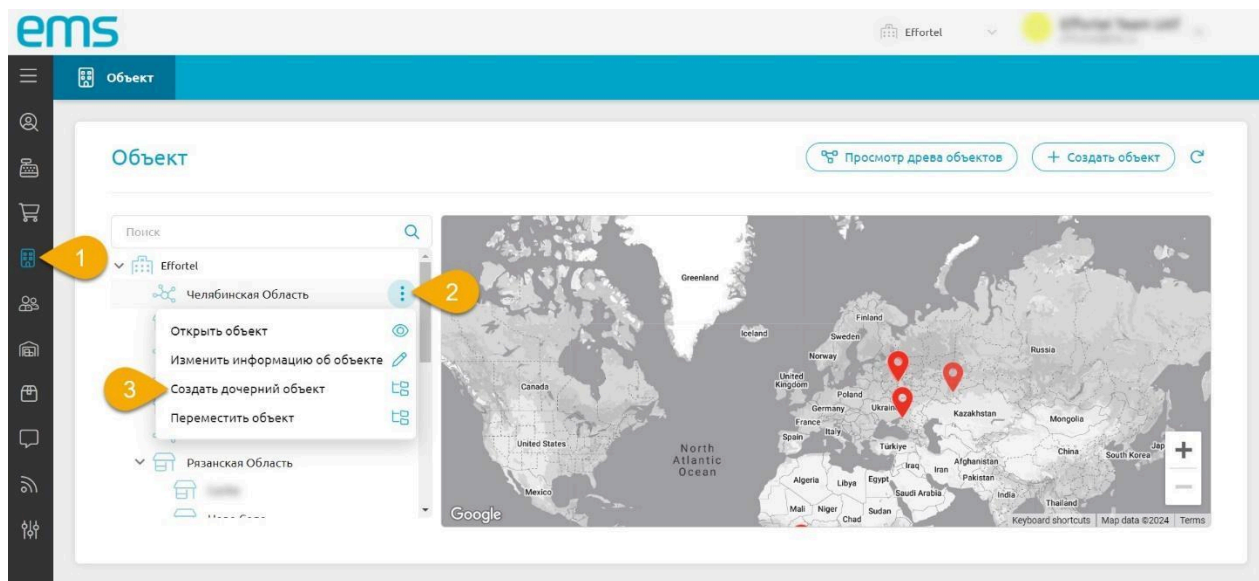 ems
Effortel
Объект
Объект
Просмотр древа объектов
+ Создать объект
Поиск
Effortel
Челябинская Область
Открыть объект
Изменить информацию об объекте
Создать дочерний объект
Переместить объект
Рязанская Область
1
2
3
Greenland
Iceland
Finland
Sweden
Norway
Russia
United Kingdom
Canada
Poland
Germany
Ukraine
Kazakhstan
Mongolia
France
Italy
Spain
Türkiye
China
South Korea
United States
North
Atlantic
Ocean
Iraq
Iran
Afghanistan
Pakistan
Algeria
Libya
Egypt
Saudi Arabia
India
Thailand
Mexico
Mali
Niger
Chad
Sudan
+
−
Google
Keyboard shortcuts
Map data ©2024
Terms